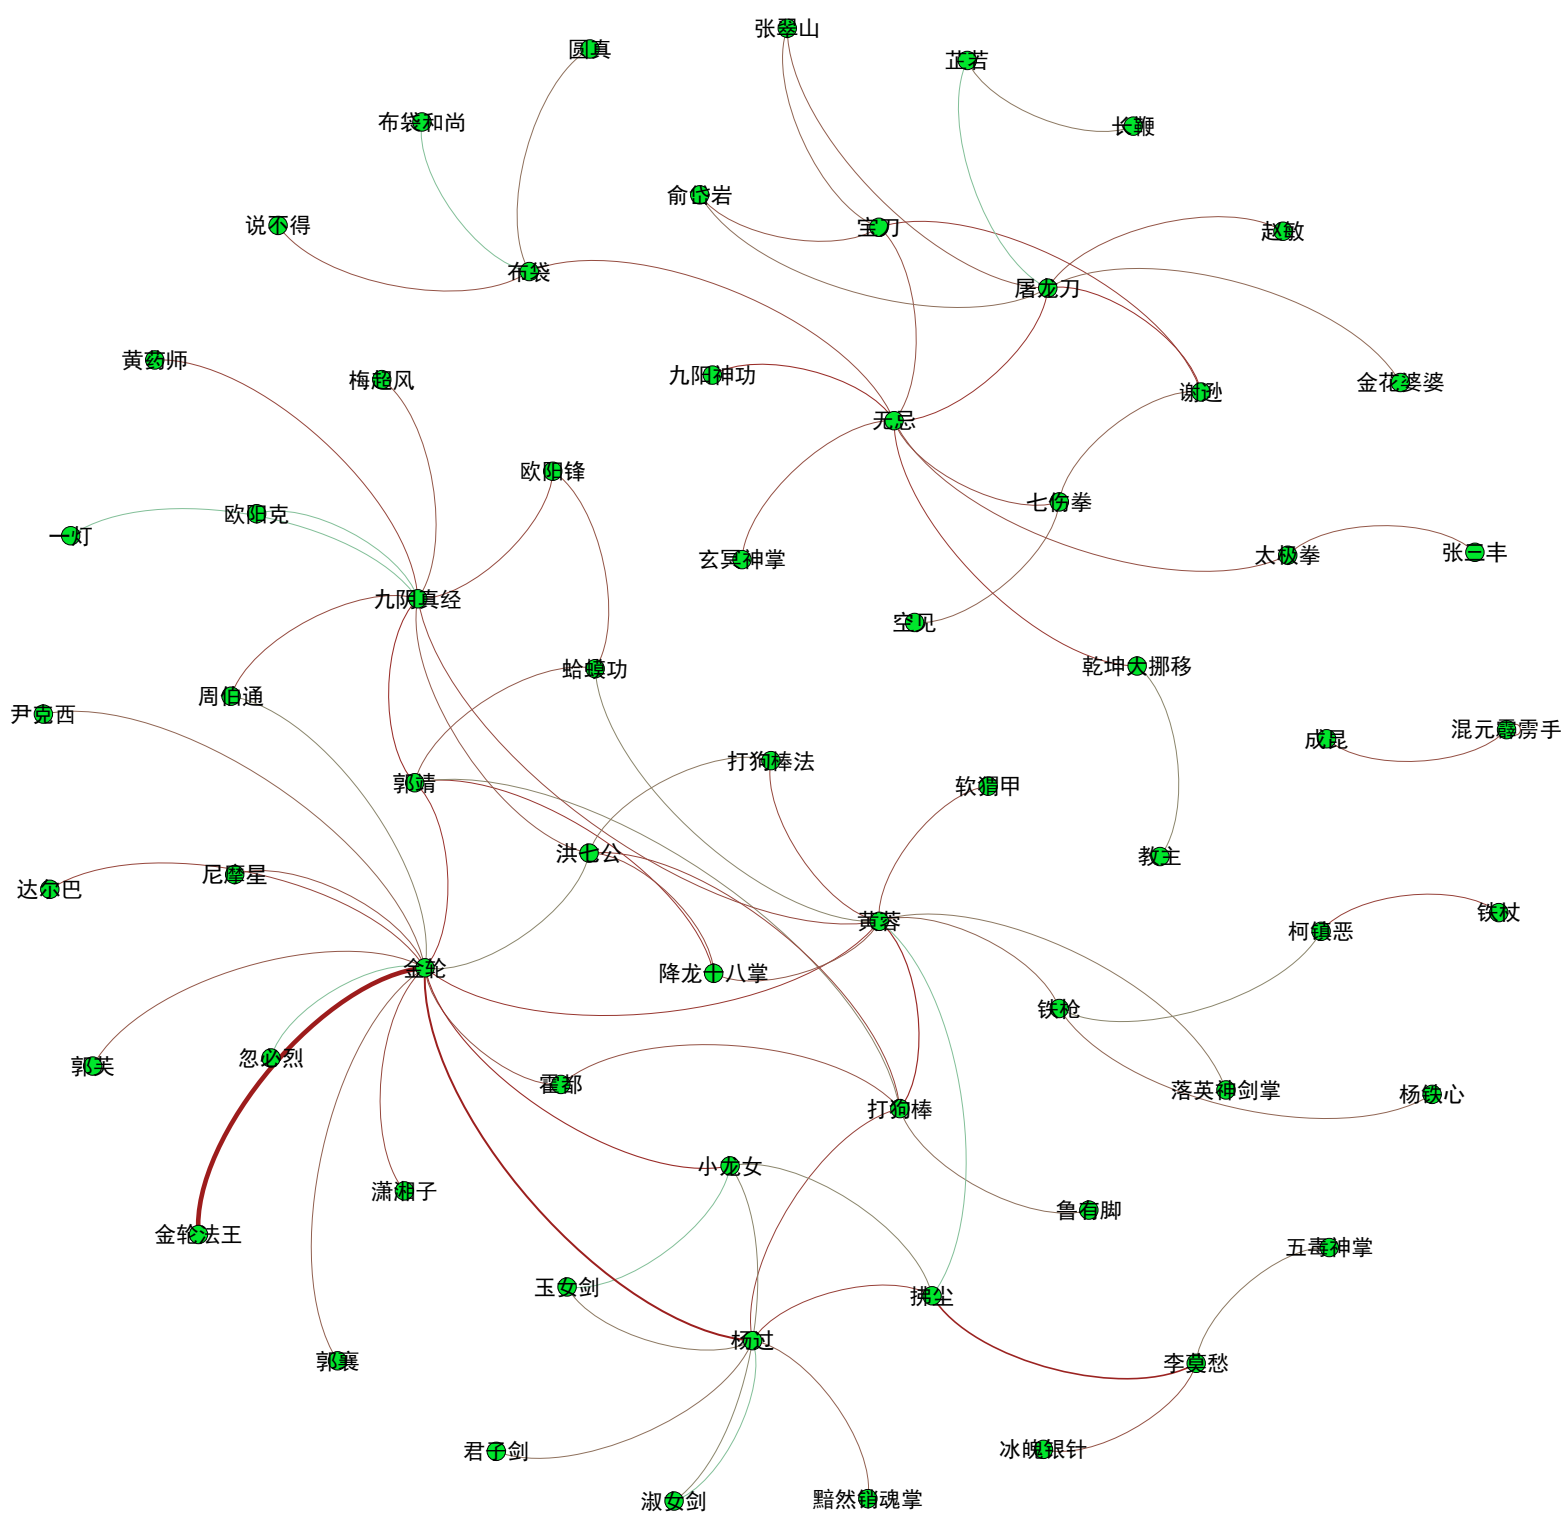 张翠山
圆真
芷若
布袋和尚
长鞭
俞岱岩
说不得
宝刀
赵敏
布袋
屠龙刀
黄药师
梅超风
九阳神功
金花婆婆
谢逊
无忌
欧阳锋
七伤拳
欧阳克
一灯
玄冥神掌
太极拳
张三丰
九阴真经
空见
蛤蟆功
乾坤大挪移
周伯通
尹克西
混元霹雳手
成昆
打狗棒法
郭靖
软猬甲
洪七公
教主
尼摩星
达尔巴
铁杖
黄蓉
柯镇恶
金轮
降龙十八掌
铁枪
忽必烈
郭芙
霍都
落英神剑掌
杨铁心
打狗棒
小龙女
潇湘子
鲁有脚
金轮法王
五毒神掌
玉女剑
拂尘
杨过
郭襄
李莫愁
君子剑
冰魄银针
淑女剑
黯然销魂掌